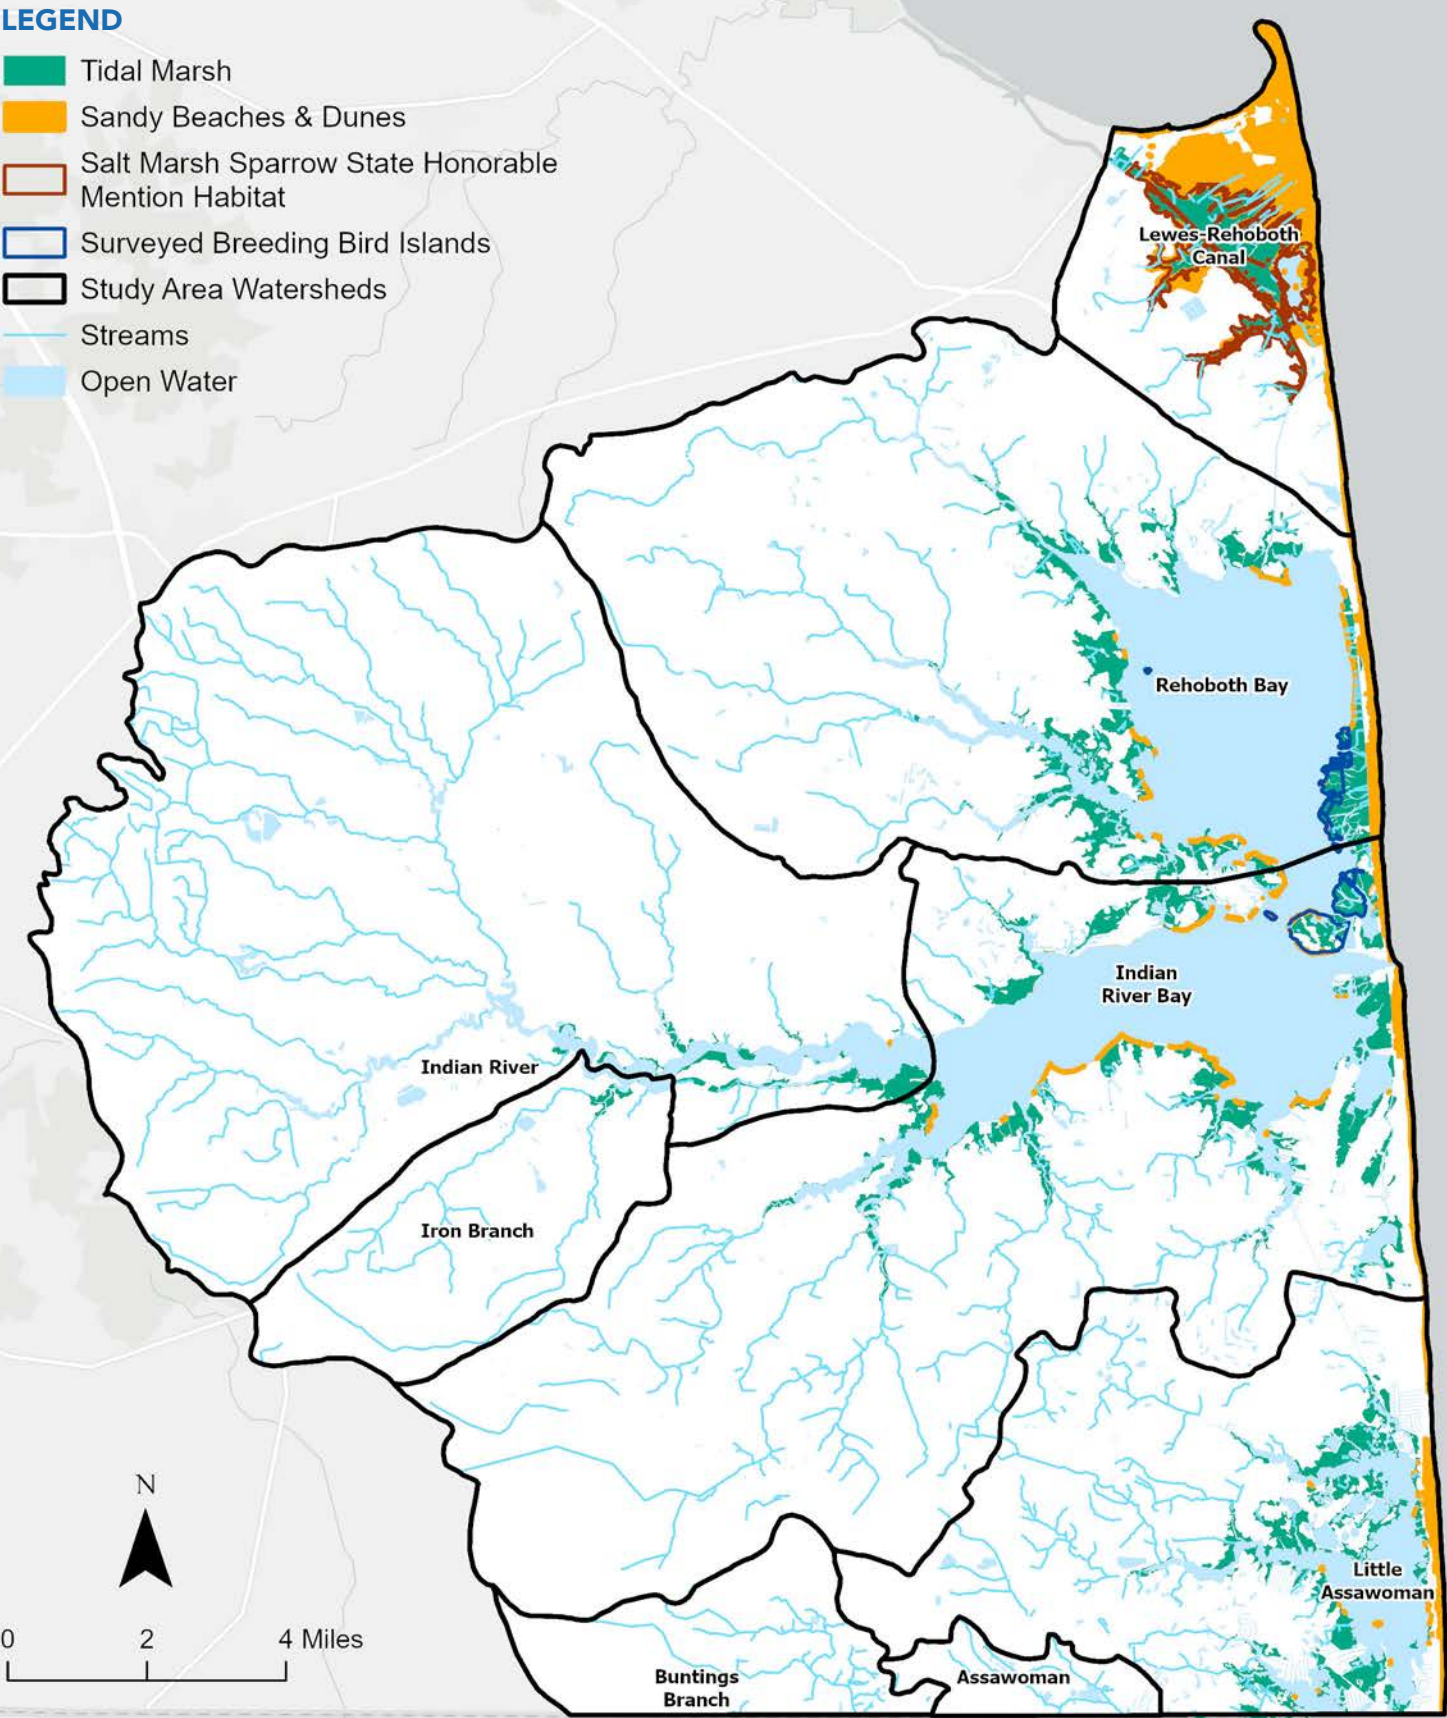 LEGEND
Tidal Marsh
Sandy Beaches & Dunes
Salt Marsh Sparrow State Honorable
Mention Habitat
Surveyed Breeding Bird Islands
Study Area Watersheds
Streams
Open Water
Lewes-Rehoboth
Canal
Rehoboth Bay
Indian
River Bay
Indian River
Iron Branch
N
Little
Assawoman
0 2 4 Miles
Buntings
Branch
Assawoman